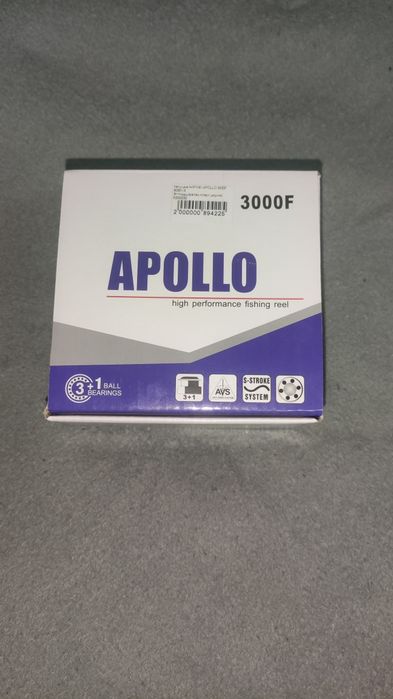 2 000000 894225
3000F
APOLLO
high performance fishing reel
3+1 BALL
BEARINGS
3+1
AVS
S-STROKE
SYSTEM